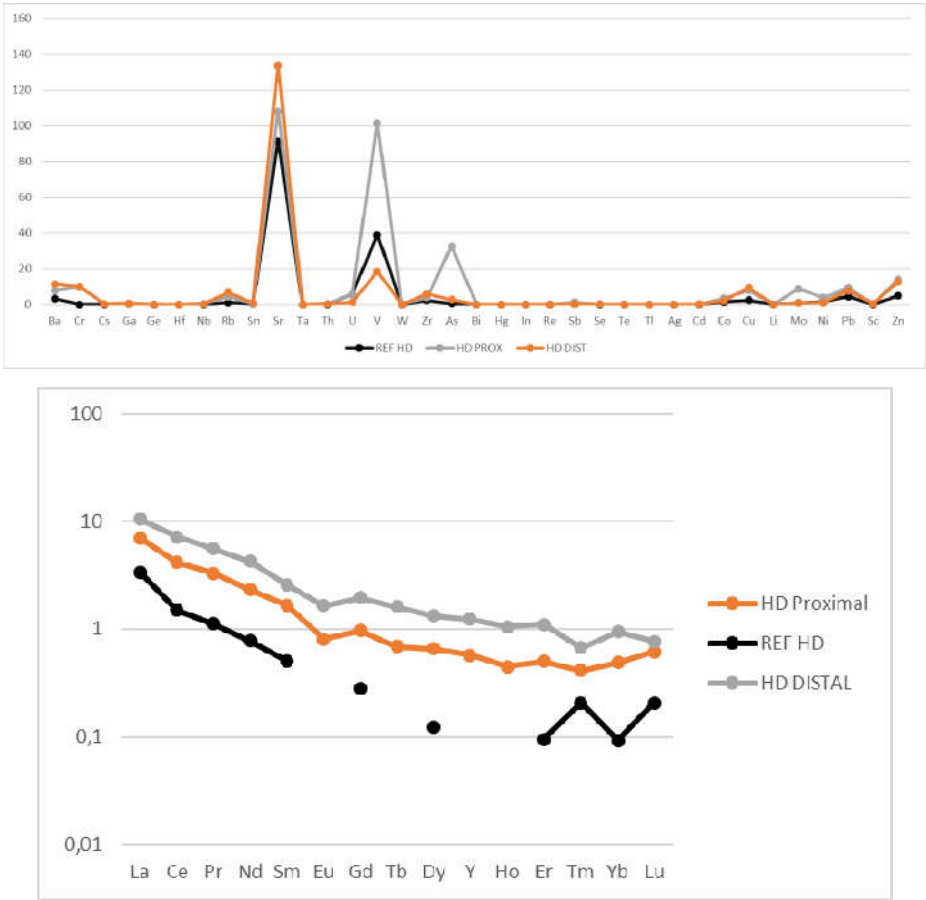 160
140
120
100
80
60
40
20
0
Ba Cr Cs Ga Ge Hf Nb Rb Sn Sr Ta Th U V W Zr As Bi Hg In Re Sb Se Te Tl Ag Cd Co Cu Li Mo Ni Pb Sc Zn
REF HD HD PROX HD DIST
100
10
1
0,1
0,01
La Ce Pr Nd Sm Eu Gd Tb Dy Y Ho Er Tm Yb Lu
HD Proximal
REF HD
HD DISTAL